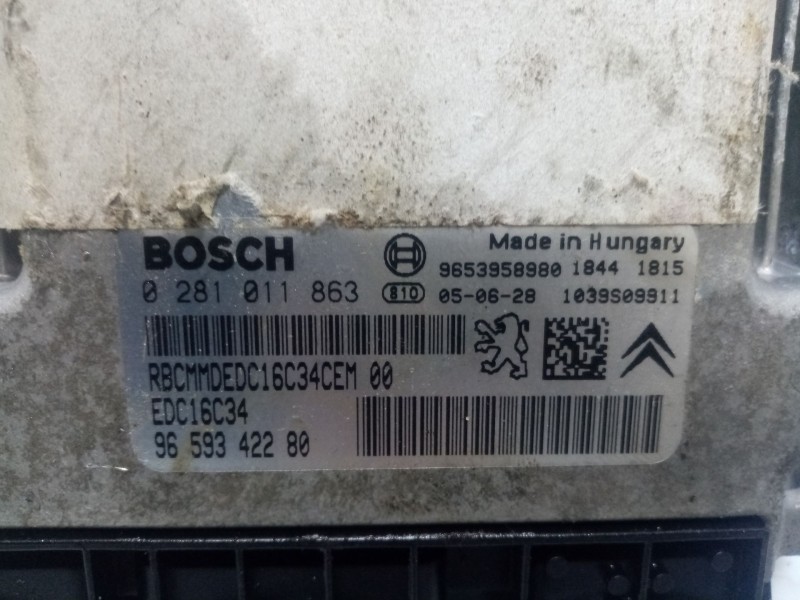 BOSCH
Made in Hungary
9653958980 1844 1815
0 281 011 863
810
05-06-28 1039S09911
RBCMMDEDC16C34CEM 00
EDC16C34
96 593 422 80